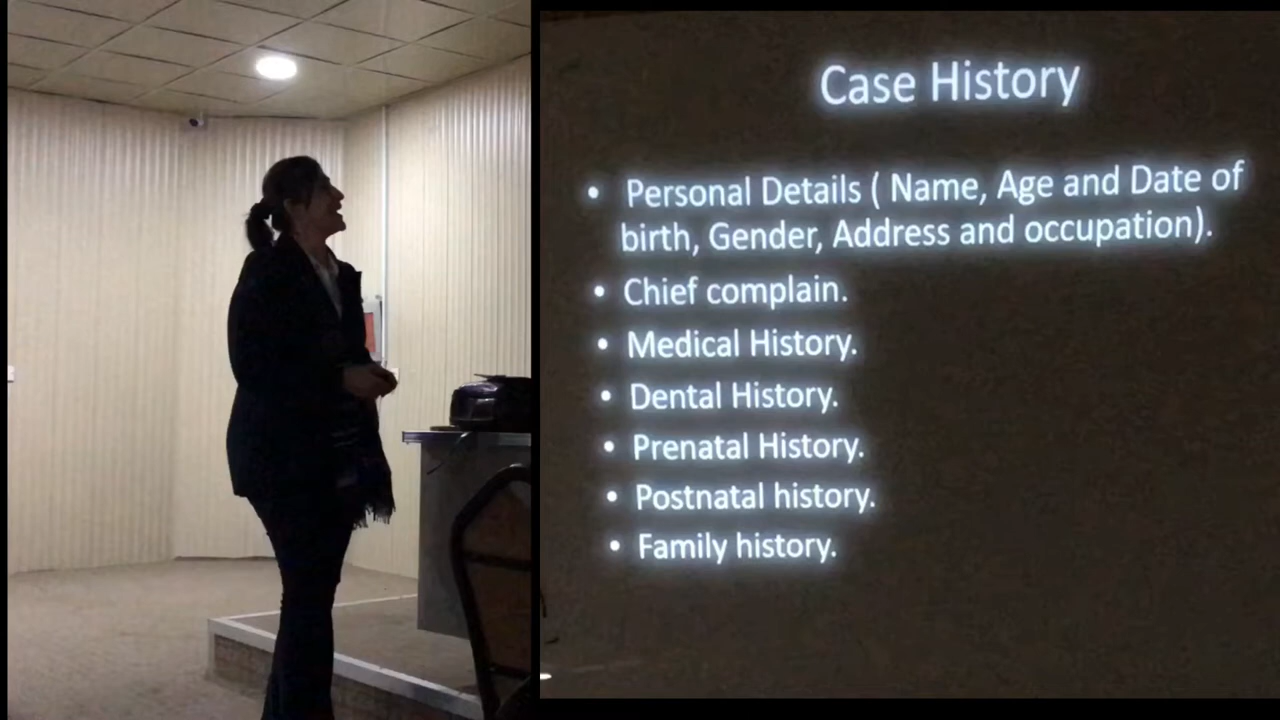 Case History
• Personal Details ( Name, Age and Date of
birth, Gender, Address and occupation).
• Chief complain.
• Medical History.
• Dental History.
• Prenatal History.
• Postnatal history.
• Family history.